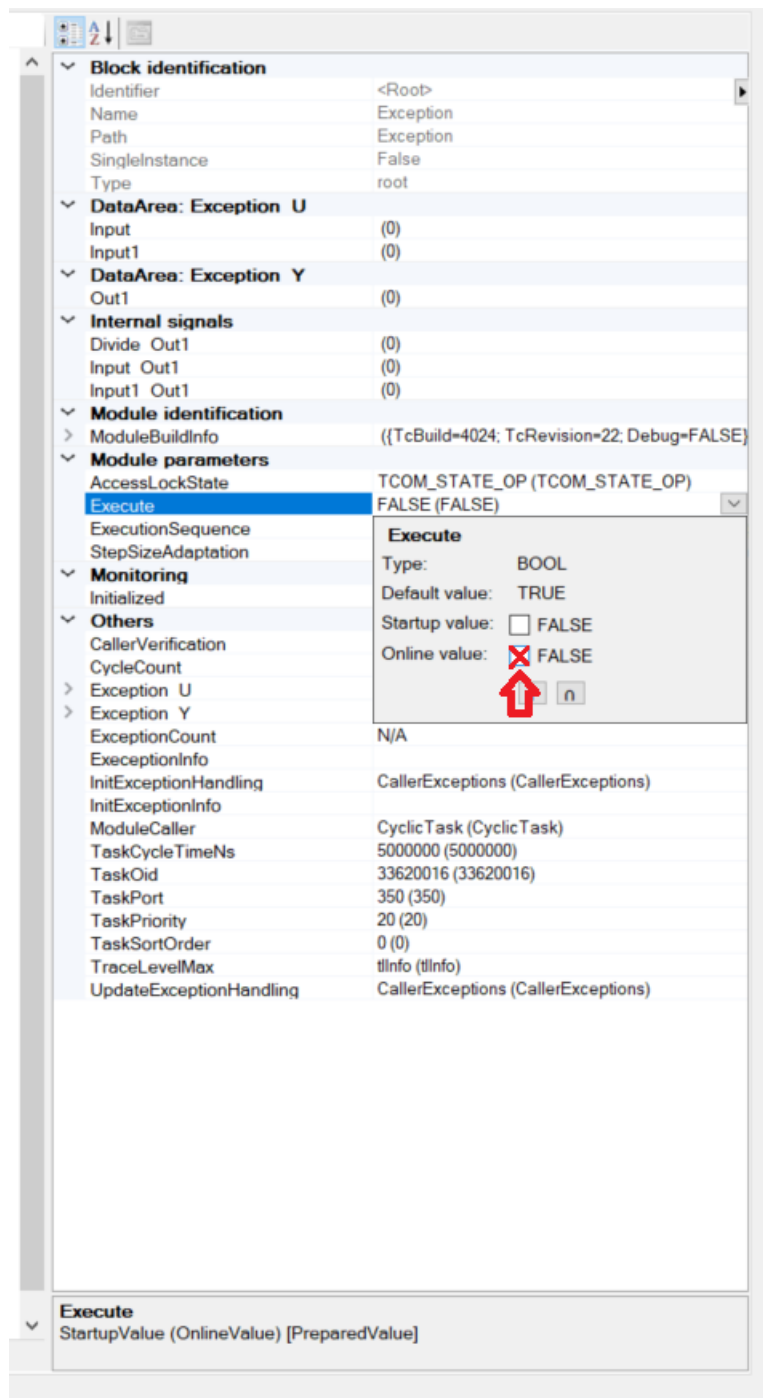 Block identification
Identifier <Root>
Name Exception
Path Exception
SingleInstance False
Type root
DataArea: Exception U
Input (0)
Input1 (0)
DataArea: Exception Y
Out1 (0)
Internal signals
Divide Out1 (0)
Input Out1 (0)
Input1 Out1 (0)
Module identification
ModuleBuildInfo ({TcBuild=4024; TcRevision=22; Debug=FALSE}
Module parameters
AccessLockState TCOM_STATE_OP (TCOM_STATE_OP)
Execute FALSE (FALSE)
ExecutionSequence
StepSizeAdaptation
Monitoring
Initialized
Others
CallerVerification
CycleCount
Exception U
Exception Y
Execute
Type: BOOL
Default value: TRUE
Startup value: FALSE
Online value: FALSE
ExceptionCount N/A
ExeceptionInfo
InitExceptionHandling CallerExceptions (CallerExceptions)
InitExceptionInfo
ModuleCaller CyclicTask (CyclicTask)
TaskCycleTimeNs 5000000 (5000000)
TaskOid 33620016 (33620016)
TaskPort 350 (350)
TaskPriority 20 (20)
TaskSortOrder 0 (0)
TraceLevelMax tlInfo (tlInfo)
UpdateExceptionHandling CallerExceptions (CallerExceptions)
Execute
StartupValue (OnlineValue) [PreparedValue]